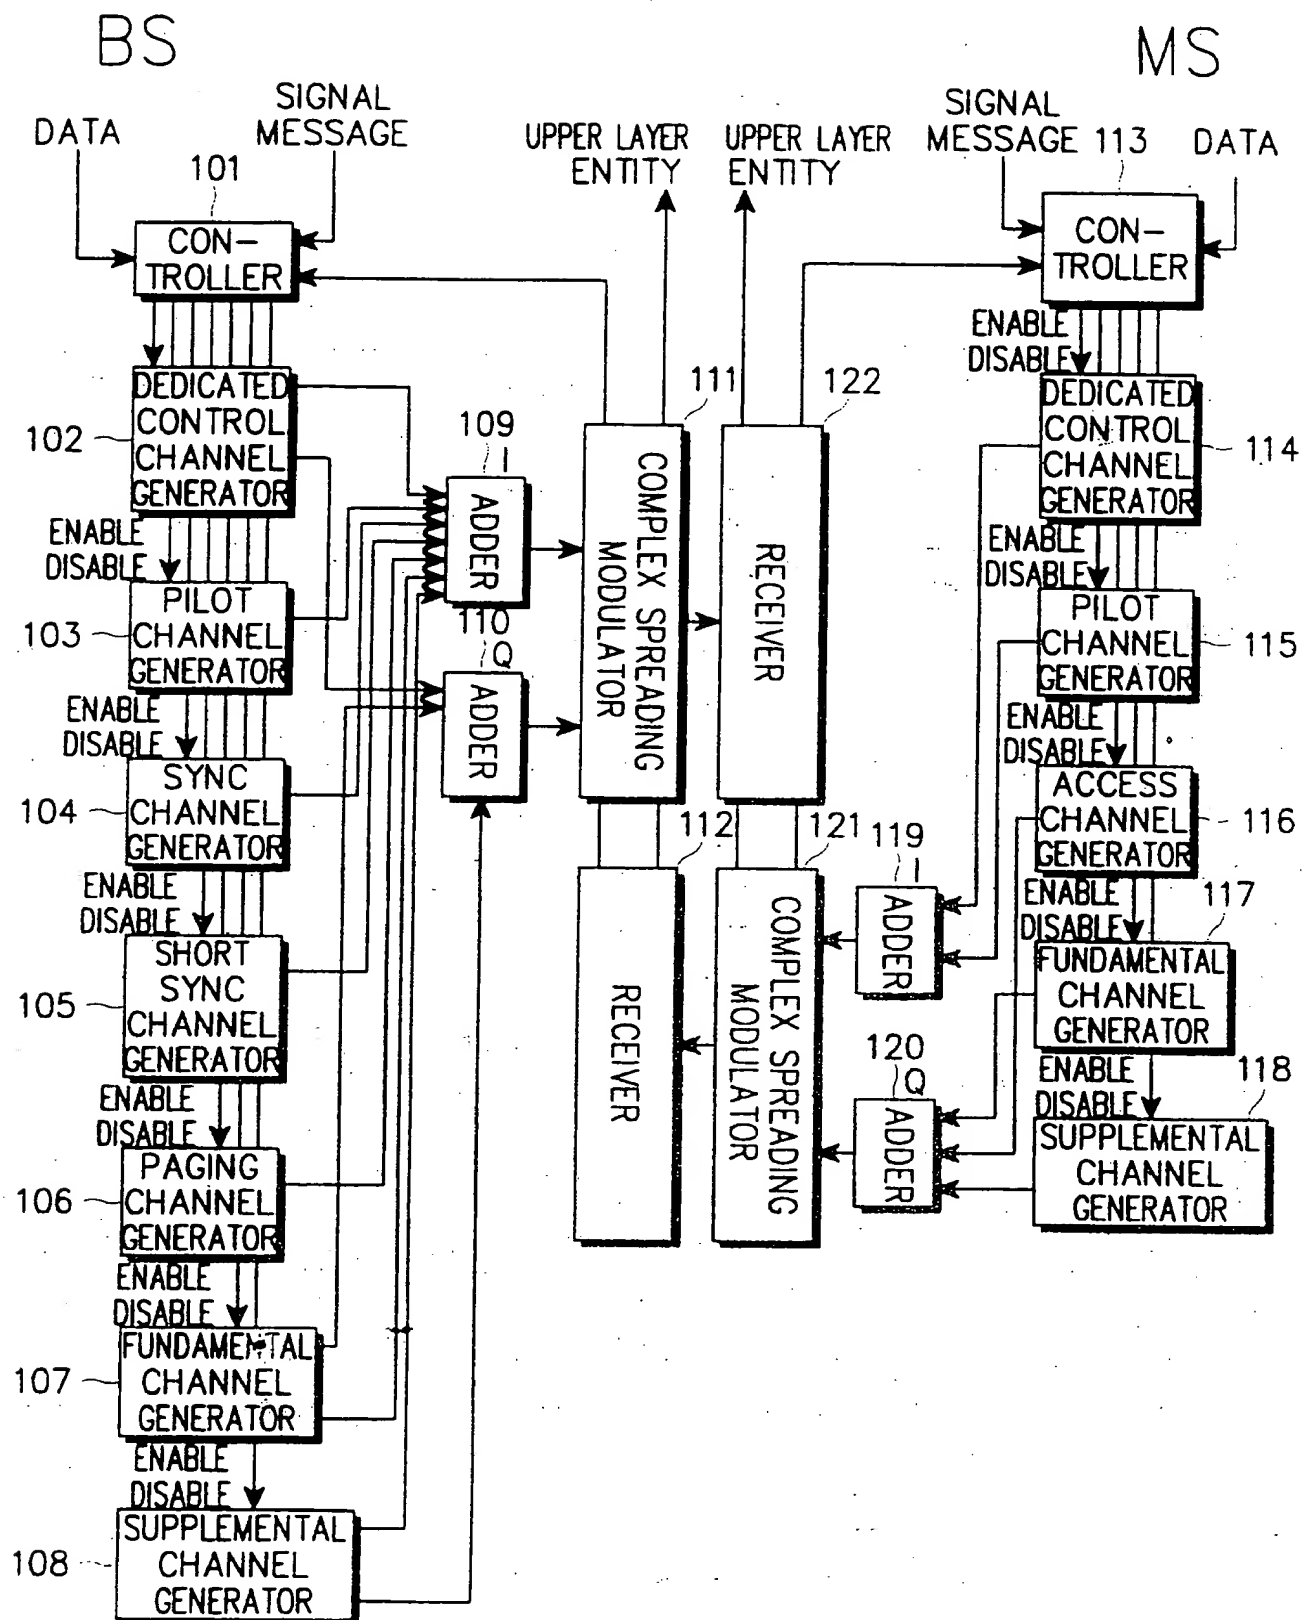 BS
MS
DATA
SIGNAL
MESSAGE
101
CON-
TROLLER
UPPER LAYER
ENTITY
UPPER LAYER
ENTITY
SIGNAL
MESSAGE
113
DATA
CON-
TROLLER
102
DEDICATED
CONTROL
CHANNEL
GENERATOR
ENABLE
DISABLE
103
PILOT
CHANNEL
GENERATOR
ENABLE
DISABLE
104
SYNC
CHANNEL
GENERATOR
ENABLE
DISABLE
105
SHORT
SYNC
CHANNEL
GENERATOR
ENABLE
DISABLE
106
PAGING
CHANNEL
GENERATOR
ENABLE
DISABLE
107
FUNDAMENTAL
CHANNEL
GENERATOR
ENABLE
DISABLE
108
SUPPLEMENTAL
CHANNEL
GENERATOR
109
I
ADDER
110
Q
ADDER
111
COMPLEX SPREADING
MODULATOR
122
RECEIVER
112
RECEIVER
121
COMPLEX SPREADING
MODULATOR
119
I
ADDER
120
Q
ADDER
ENABLE
DISABLE
DEDICATED
CONTROL
CHANNEL
GENERATOR
114
ENABLE
DISABLE
PILOT
CHANNEL
GENERATOR
115
ENABLE
DISABLE
ACCESS
CHANNEL
GENERATOR
116
ENABLE
DISABLE
117
FUNDAMENTAL
CHANNEL
GENERATOR
ENABLE
DISABLE
118
SUPPLEMENTAL
CHANNEL
GENERATOR